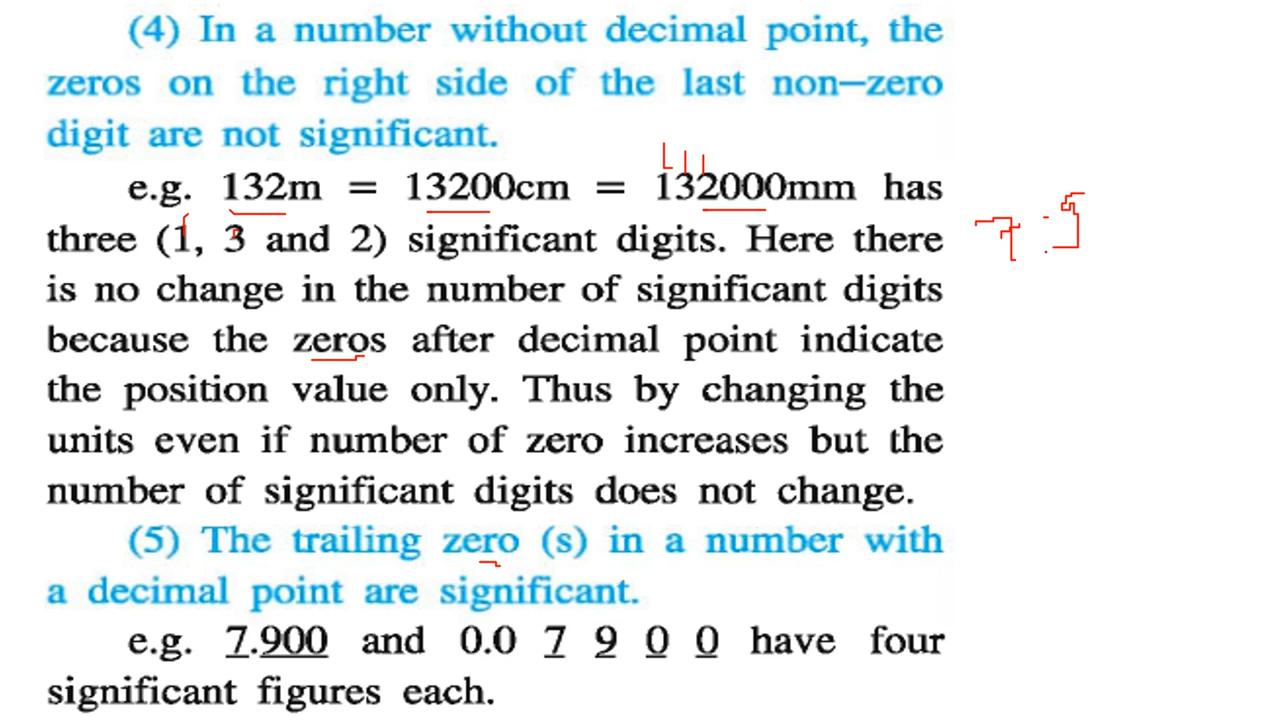 (4) In a number without decimal point, the
zeros on the right side of the last non−zero
digit are not significant.
e.g. 132m = 13200cm = 132000mm has
three (1, 3 and 2) significant digits. Here there
is no change in the number of significant digits
because the zeros after decimal point indicate
the position value only. Thus by changing the
units even if number of zero increases but the
number of significant digits does not change.
(5) The trailing zero (s) in a number with
a decimal point are significant.
e.g. 7.900 and 0.0 7 9 0 0 have four
significant figures each.